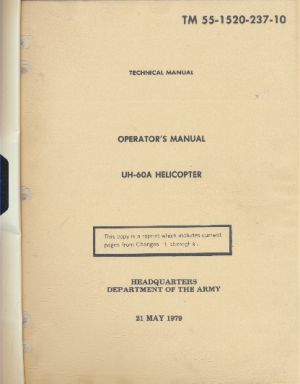 TM 55-1520-237-10
TECHNICAL MANUAL
OPERATOR'S MANUAL
UH-60A HELICOPTER
This copy is a reprint which includes current
pages from Changes 1 through
HEADQUARTERS
DEPARTMENT OF THE ARMY
21 MAY 1979